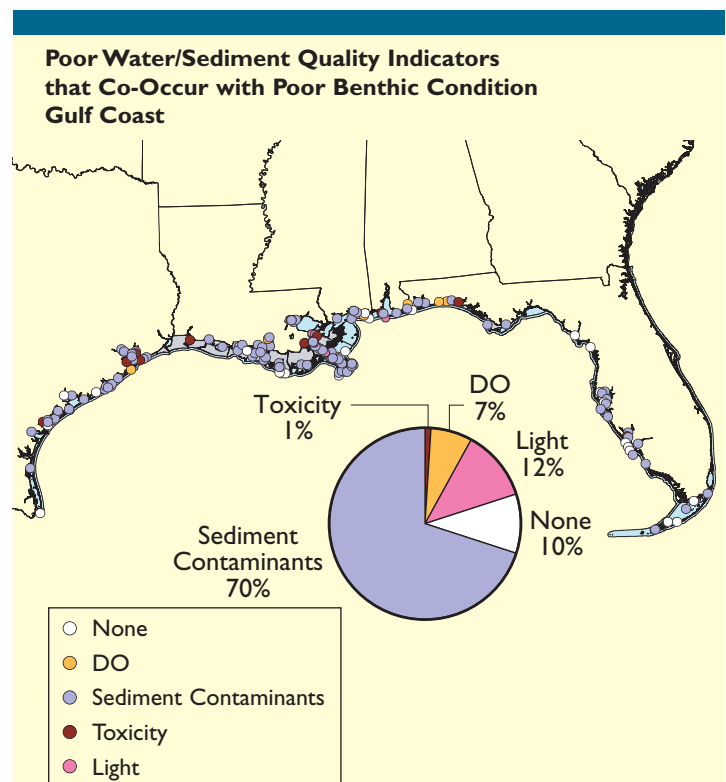 Poor Water/Sediment Quality Indicators
that Co-Occur with Poor Benthic Condition
Gulf Coast
Toxicity
1%
DO
7%
Light
12%
None
10%
Sediment
Contaminants
70%
None
DO
Sediment Contaminants
Toxicity
Light